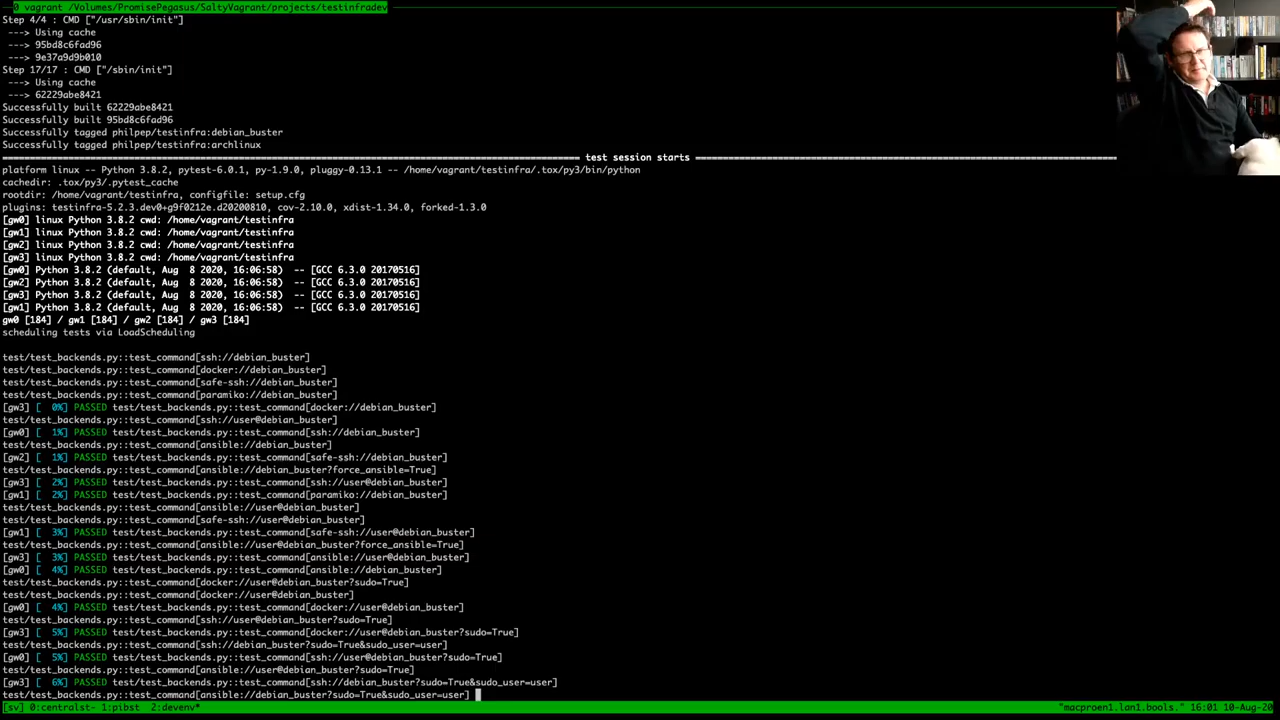 0 vagrant /Volumes/PromisePegasus/SaltyVagrant/projects/testinfradev
Step 4/4 : CMD ["/usr/sbin/init"]
---> Using cache
---> 95bd8c6fad96
---> 9e37a9d9b010
Step 17/17 : CMD ["/sbin/init"]
---> Using cache
---> 62229abe8421
Successfully built 62229abe8421
Successfully built 95bd8c6fad96
Successfully tagged philpep/testinfra:debian_buster
Successfully tagged philpep/testinfra:archlinux
test session starts
platform linux -- Python 3.8.2, pytest-6.0.1, py-1.9.0, pluggy-0.13.1 -- /home/vagrant/testinfra/.tox/py3/bin/python
cachedir: .tox/py3/.pytest_cache
rootdir: /home/vagrant/testinfra, configfile: setup.cfg
plugins: testinfra-5.2.3.dev0+g9f0212e.d20200810, cov-2.10.0, xdist-1.34.0, forked-1.3.0
[gw0] linux Python 3.8.2 cwd: /home/vagrant/testinfra
[gw1] linux Python 3.8.2 cwd: /home/vagrant/testinfra
[gw2] linux Python 3.8.2 cwd: /home/vagrant/testinfra
[gw3] linux Python 3.8.2 cwd: /home/vagrant/testinfra
[gw0] Python 3.8.2 (default, Aug  8 2020, 16:06:58)  -- [GCC 6.3.0 20170516]
[gw2] Python 3.8.2 (default, Aug  8 2020, 16:06:58)  -- [GCC 6.3.0 20170516]
[gw3] Python 3.8.2 (default, Aug  8 2020, 16:06:58)  -- [GCC 6.3.0 20170516]
[gw1] Python 3.8.2 (default, Aug  8 2020, 16:06:58)  -- [GCC 6.3.0 20170516]
gw0 [184] / gw1 [184] / gw2 [184] / gw3 [184]
scheduling tests via LoadScheduling
test/test_backends.py::test_command[ssh://debian_buster]
test/test_backends.py::test_command[docker://debian_buster]
test/test_backends.py::test_command[safe-ssh://debian_buster]
test/test_backends.py::test_command[paramiko://debian_buster]
[gw3] [  0%] PASSED test/test_backends.py::test_command[docker://debian_buster]
test/test_backends.py::test_command[ssh://user@debian_buster]
[gw0] [  1%] PASSED test/test_backends.py::test_command[ssh://debian_buster]
test/test_backends.py::test_command[ansible://debian_buster]
[gw2] [  1%] PASSED test/test_backends.py::test_command[safe-ssh://debian_buster]
test/test_backends.py::test_command[ansible://debian_buster?force_ansible=True]
[gw3] [  2%] PASSED test/test_backends.py::test_command[ssh://user@debian_buster]
[gw1] [  2%] PASSED test/test_backends.py::test_command[paramiko://debian_buster]
test/test_backends.py::test_command[ansible://user@debian_buster]
test/test_backends.py::test_command[safe-ssh://user@debian_buster]
[gw1] [  3%] PASSED test/test_backends.py::test_command[safe-ssh://user@debian_buster]
test/test_backends.py::test_command[ansible://user@debian_buster?force_ansible=True]
[gw3] [  3%] PASSED test/test_backends.py::test_command[ansible://user@debian_buster]
[gw0] [  4%] PASSED test/test_backends.py::test_command[ansible://debian_buster]
test/test_backends.py::test_command[docker://user@debian_buster?sudo=True]
test/test_backends.py::test_command[docker://user@debian_buster]
[gw0] [  4%] PASSED test/test_backends.py::test_command[docker://user@debian_buster]
test/test_backends.py::test_command[ssh://user@debian_buster?sudo=True]
[gw3] [  5%] PASSED test/test_backends.py::test_command[docker://user@debian_buster?sudo=True]
test/test_backends.py::test_command[ssh://debian_buster?sudo=True&sudo_user=user]
[gw0] [  5%] PASSED test/test_backends.py::test_command[ssh://user@debian_buster?sudo=True]
test/test_backends.py::test_command[ansible://user@debian_buster?sudo=True]
[gw3] [  6%] PASSED test/test_backends.py::test_command[ssh://debian_buster?sudo=True&sudo_user=user]
test/test_backends.py::test_command[ansible://debian_buster?sudo=True&sudo_user=user]
[sv] 0:centralst- 1:pibst  2:devenv* "macproen1.lan1.bools." 16:01 10-Aug-20